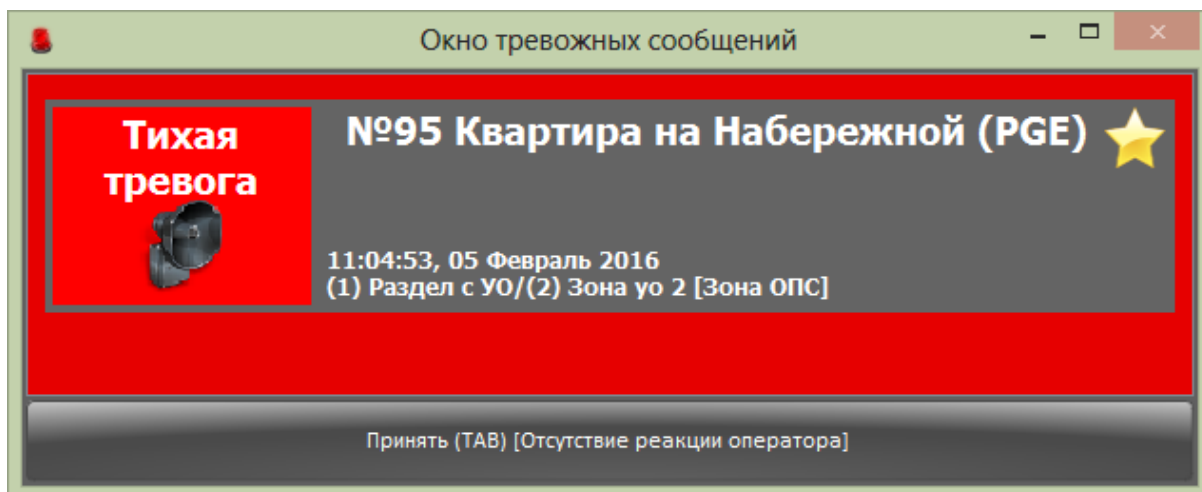 Окно тревожных сообщений
Тихая
тревога
№95 Квартира на Набережной (PGE)
11:04:53, 05 Февраль 2016
(1) Раздел с УО/(2) Зона уо 2 [Зона ОПС]
Принять (TAB) [Отсутствие реакции оператора]